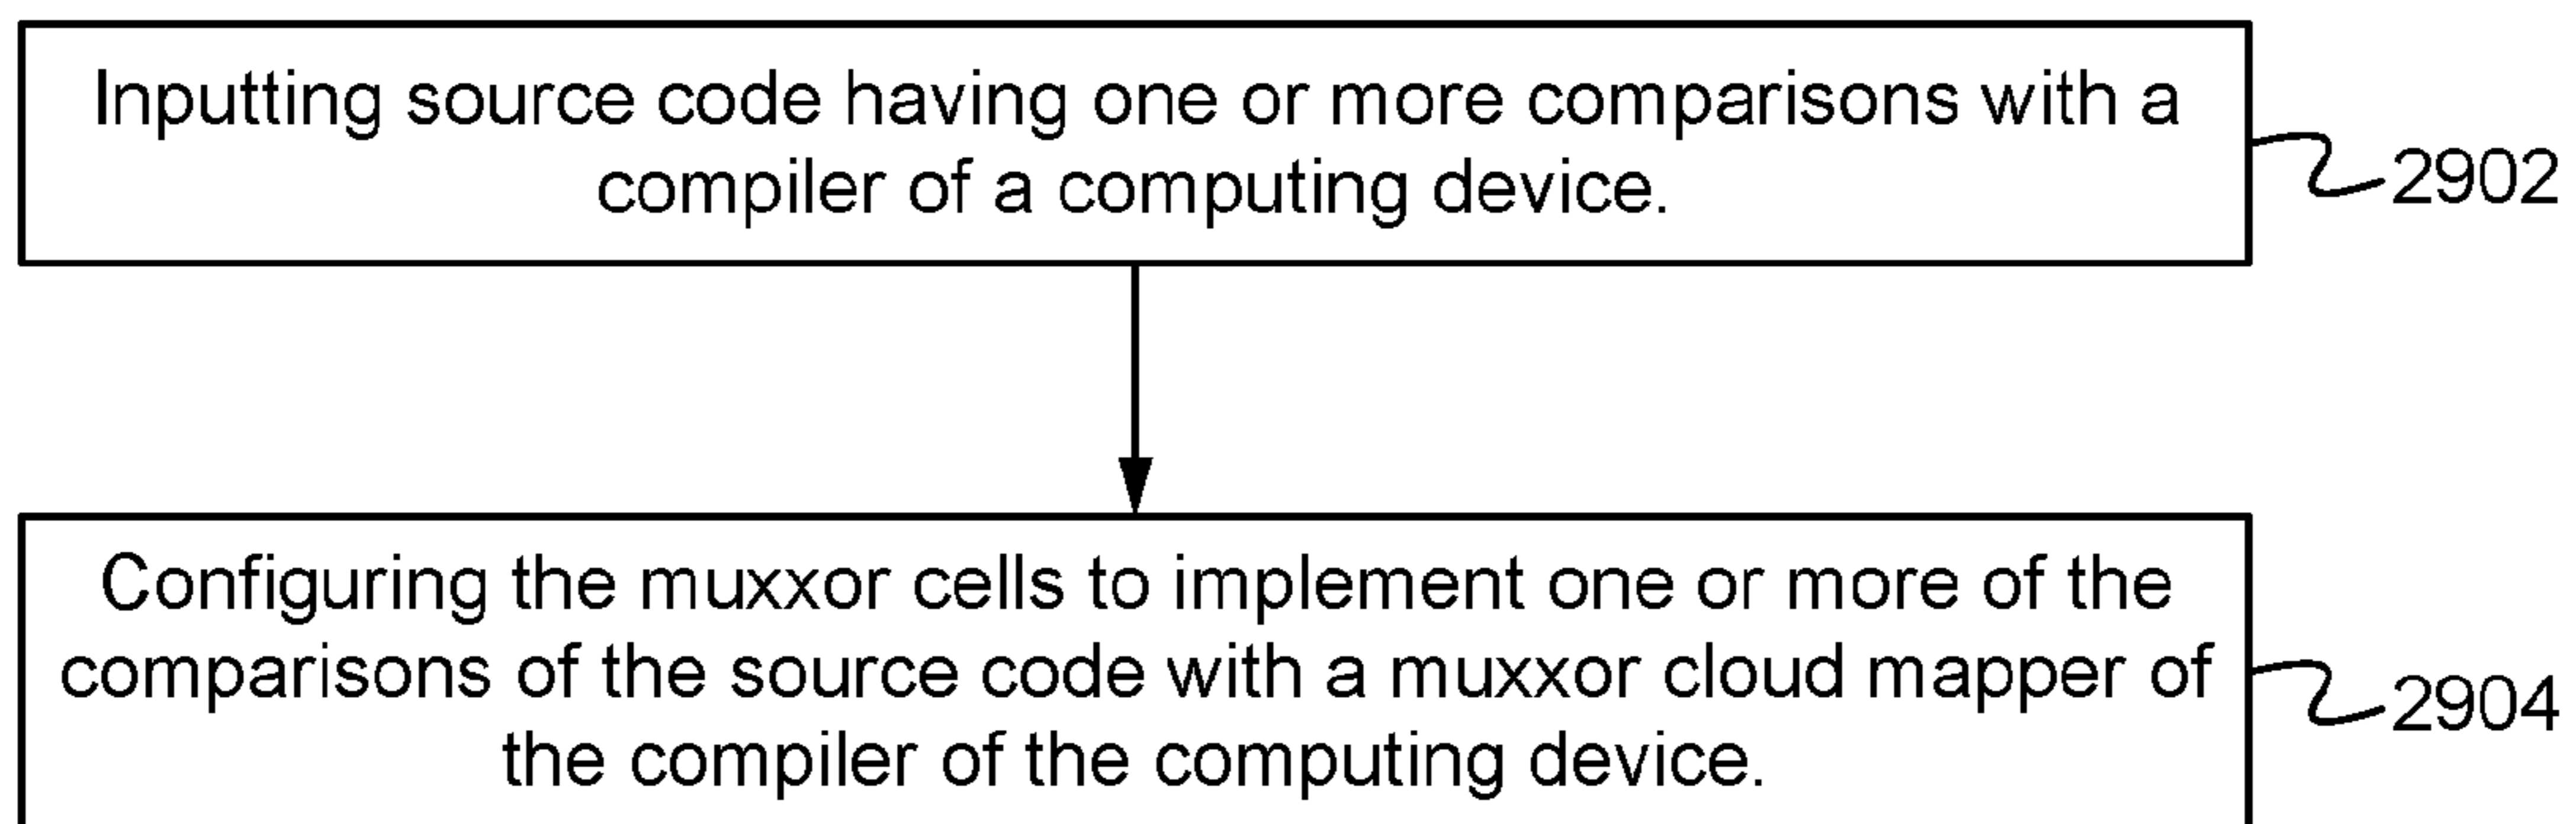 Inputting source code having one or more comparisons with a
compiler of a computing device.
2902
Configuring the muxxor cells to implement one or more of the
comparisons of the source code with a muxxor cloud mapper of
the compiler of the computing device.
2904